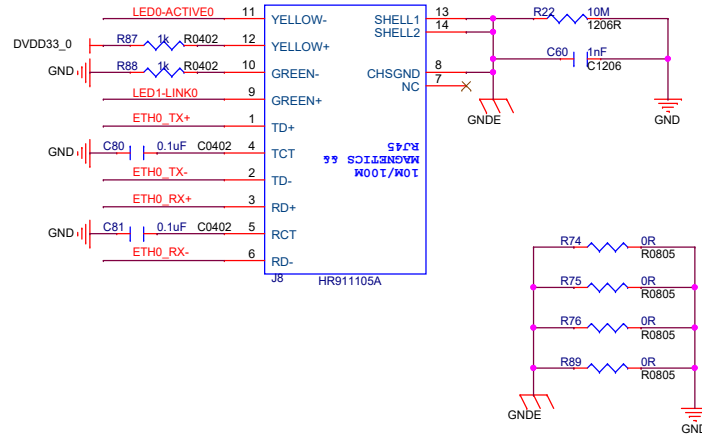 LED0-ACTIVE0 11 YELLOW- SHELL1 13 R22 10M
SHELL2 14 1206R
DVDD33_0 R87 1k R0402 12 YELLOW+
C60 1nF
C1206
GND R88 1k R0402 10 GREEN- CHSGND 8
NC 7
LED1-LINK0 9 GREEN+
GNDE GND
ETH0_TX+ 1 TD+
GND C80 0.1uF C0402 4 TCT
10M/100M
MAGNETICS &&
RJ45
ETH0_TX- 2 TD-
ETH0_RX+ 3 RD+
GND C81 0.1uF C0402 5 RCT
ETH0_RX- 6 RD-
J8 HR911105A
R74 0R
R0805
R75 0R
R0805
R76 0R
R0805
R89 0R
R0805
GNDE GND